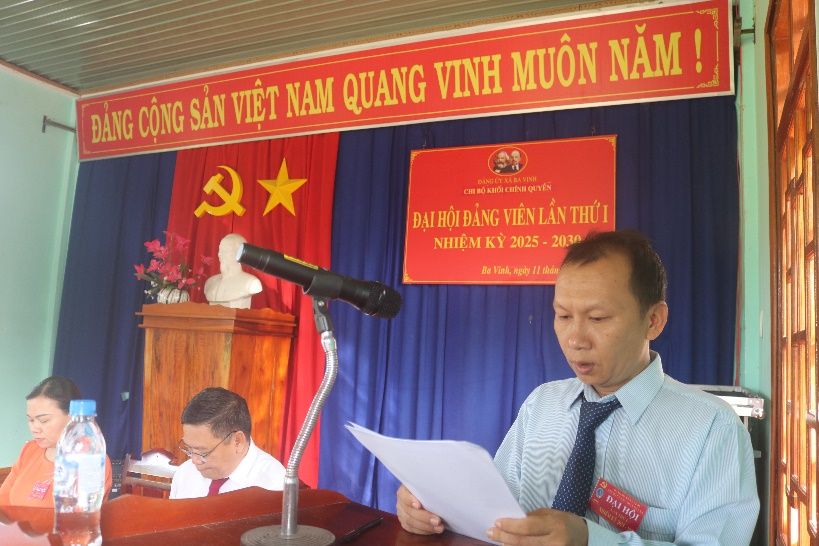 ĐẢNG CỘNG SẢN VIỆT NAM QUANG VINH MUÔN NĂM !
ĐẢNG ỦY XÃ BA VINH
CHI BỘ KHỐI CHÍNH QUYỀN
ĐẠI HỘI ĐẢNG VIÊN LẦN THỨ I
NHIỆM KỲ 2025 - 2030
Ba Vinh, ngày 11 thán
ĐẠI HỘI